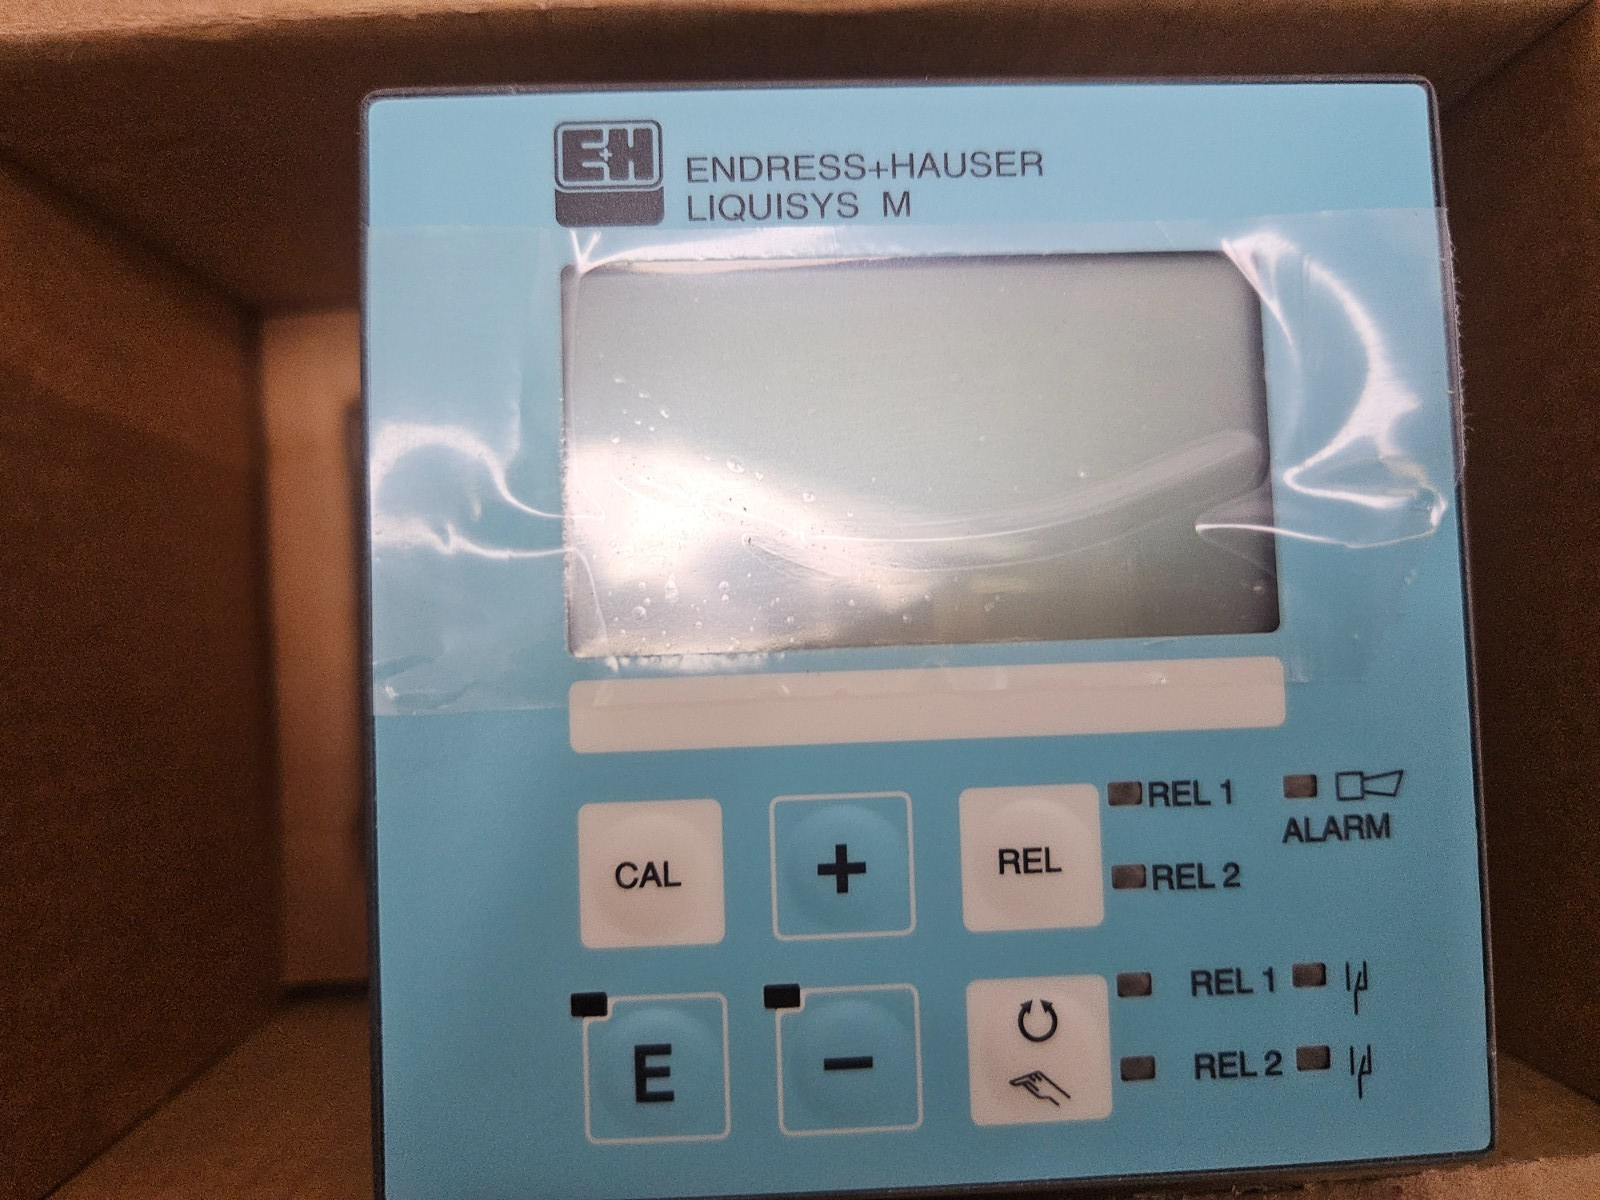 E+H
ENDRESS+HAUSER
LIQUISYS M
CAL
+
REL
REL 1
ALARM
REL 2
E
−
REL 1
REL 2